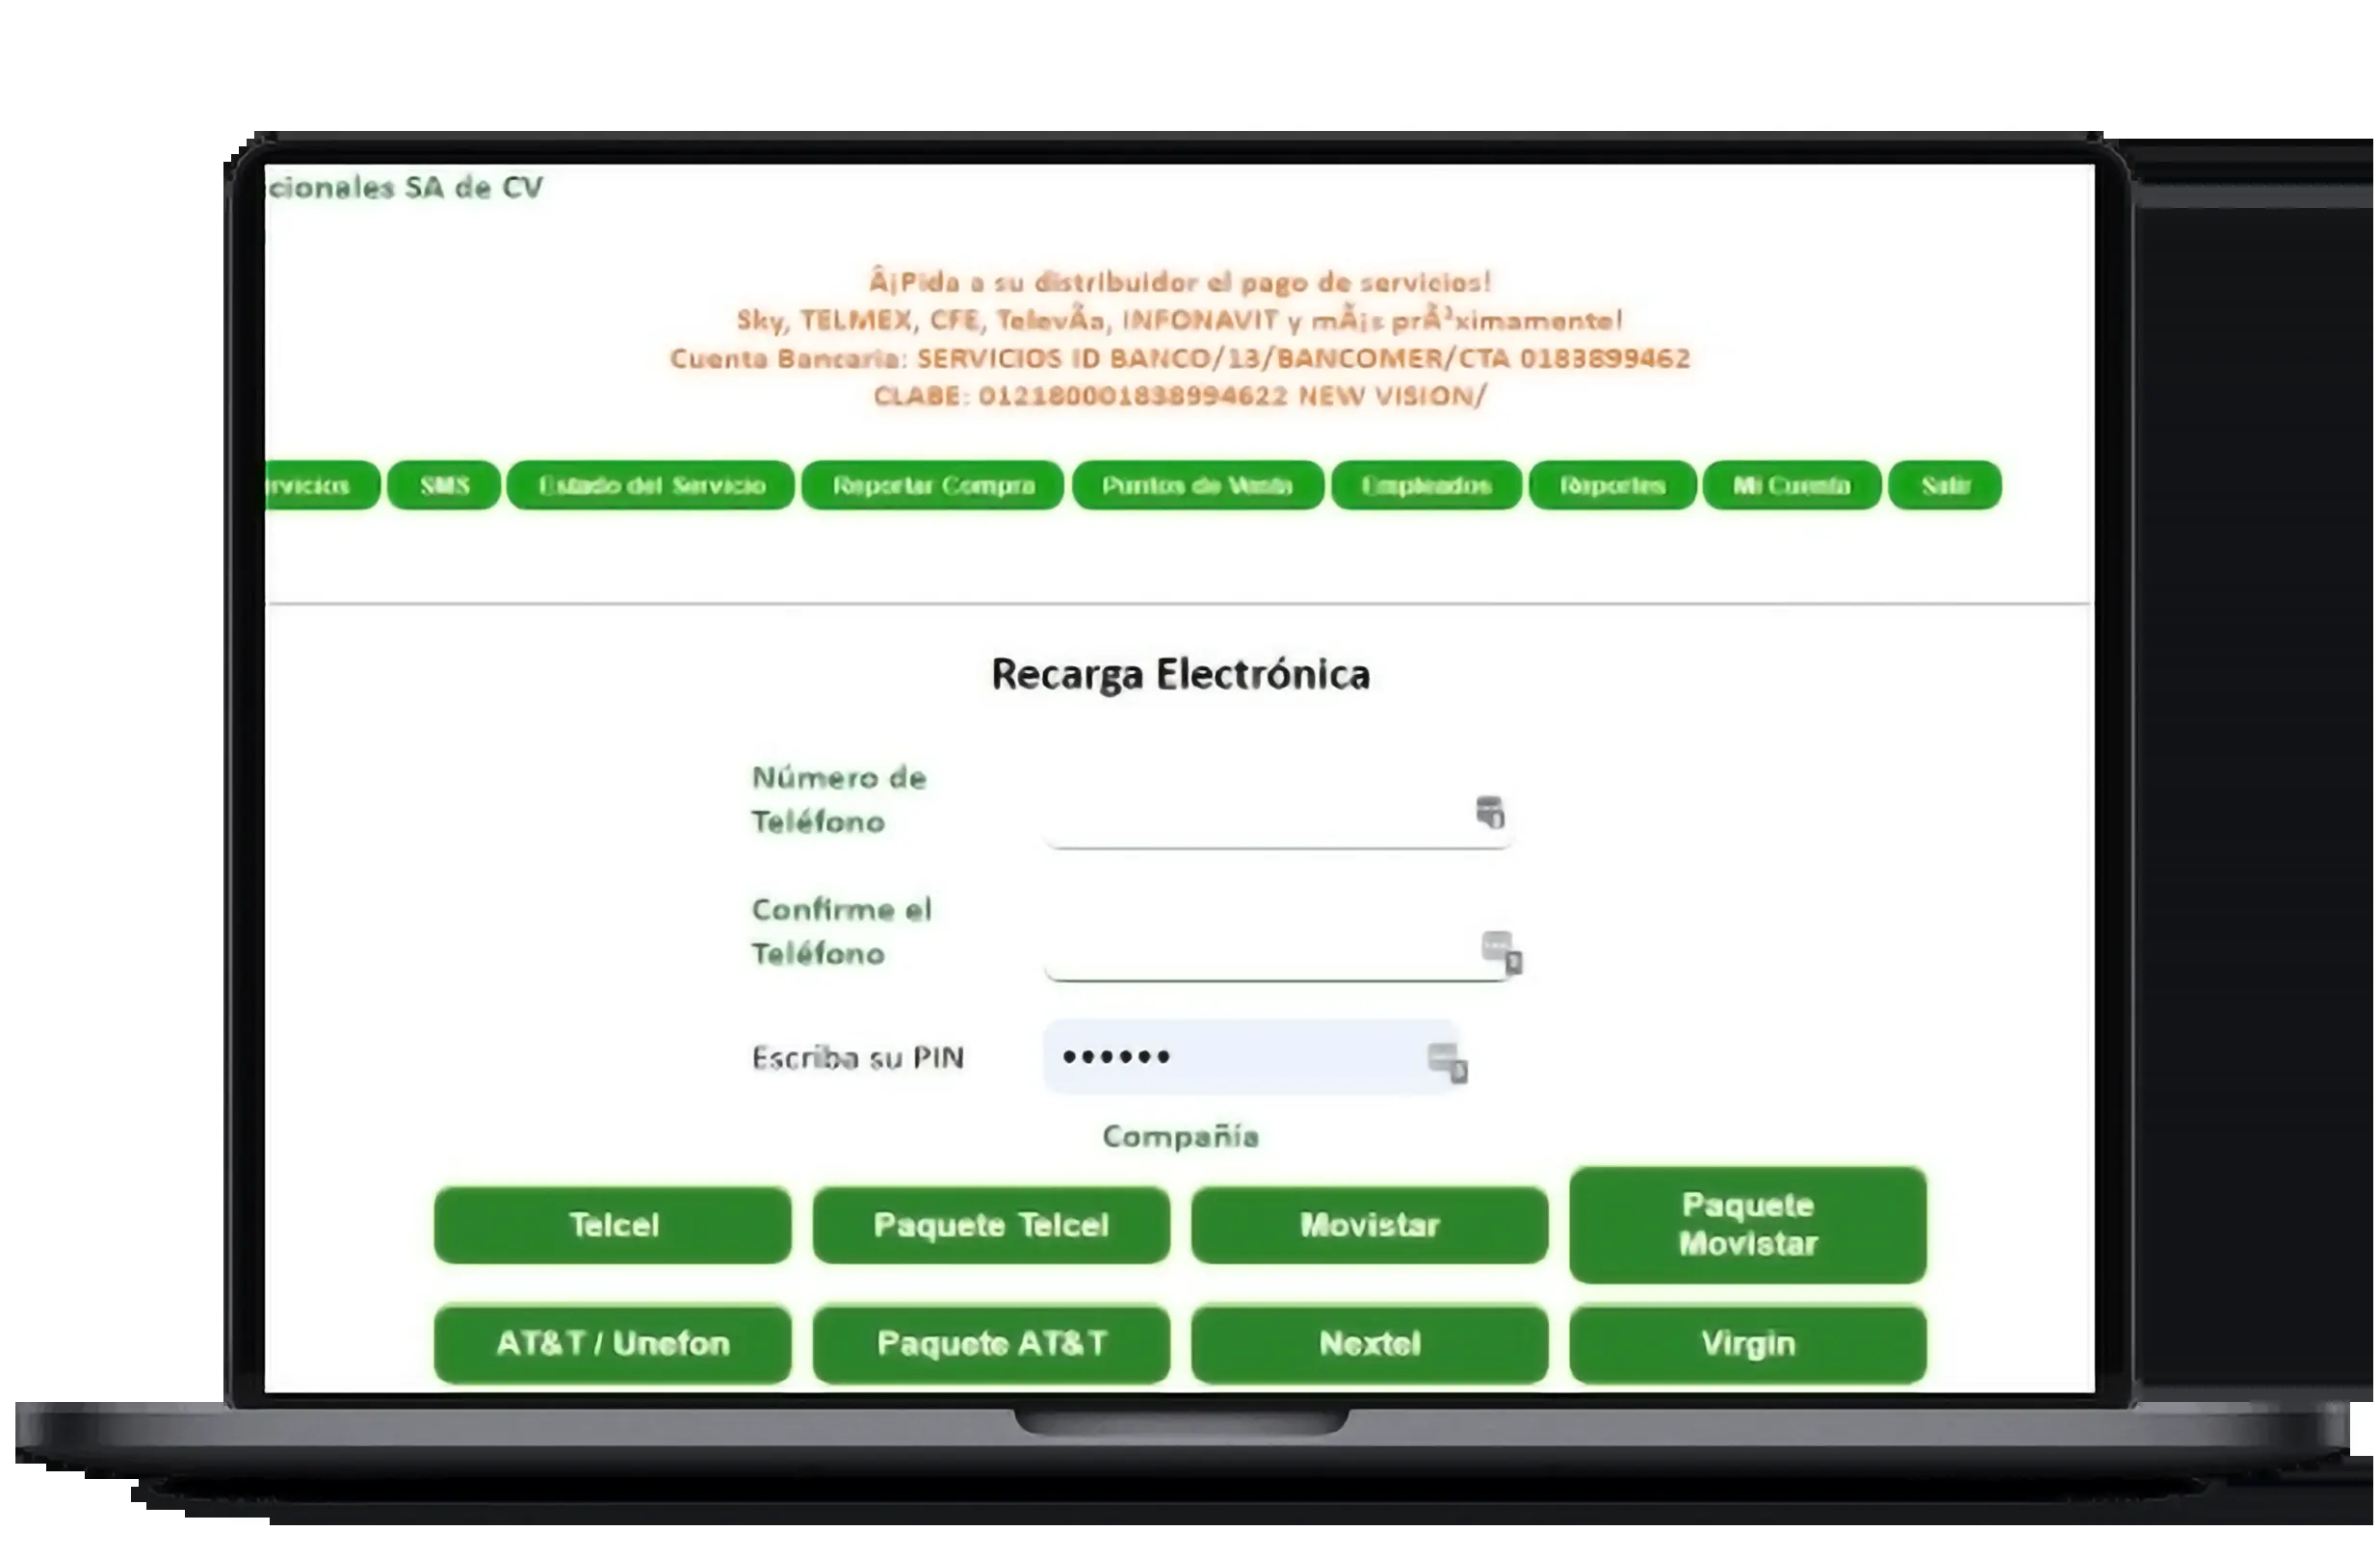 cionales SA de CV
Â¡Pida a su distribuidor el pago de servicios!
Sky, TELMEX, CFE, TelevÃa, INFONAVIT y mÃ¡s prÃ³ximamente!
Cuenta Bancaria: SERVICIOS ID BANCO/13/BANCOMER/CTA 0183899462
CLABE: 012180001838994622 NEW VISION/
rvicios SMS Estado del Servicio Reportar Compra Puntos de Venta Empleados Reportes Mi Cuenta Salir
Recarga Electrónica
Número de
Teléfono
Confirme el
Teléfono
Escriba su PIN ••••••
Compañía
Telcel Paquete Telcel Movistar Paquete Movistar
AT&T / Unefon Paquete AT&T Nextel Virgin